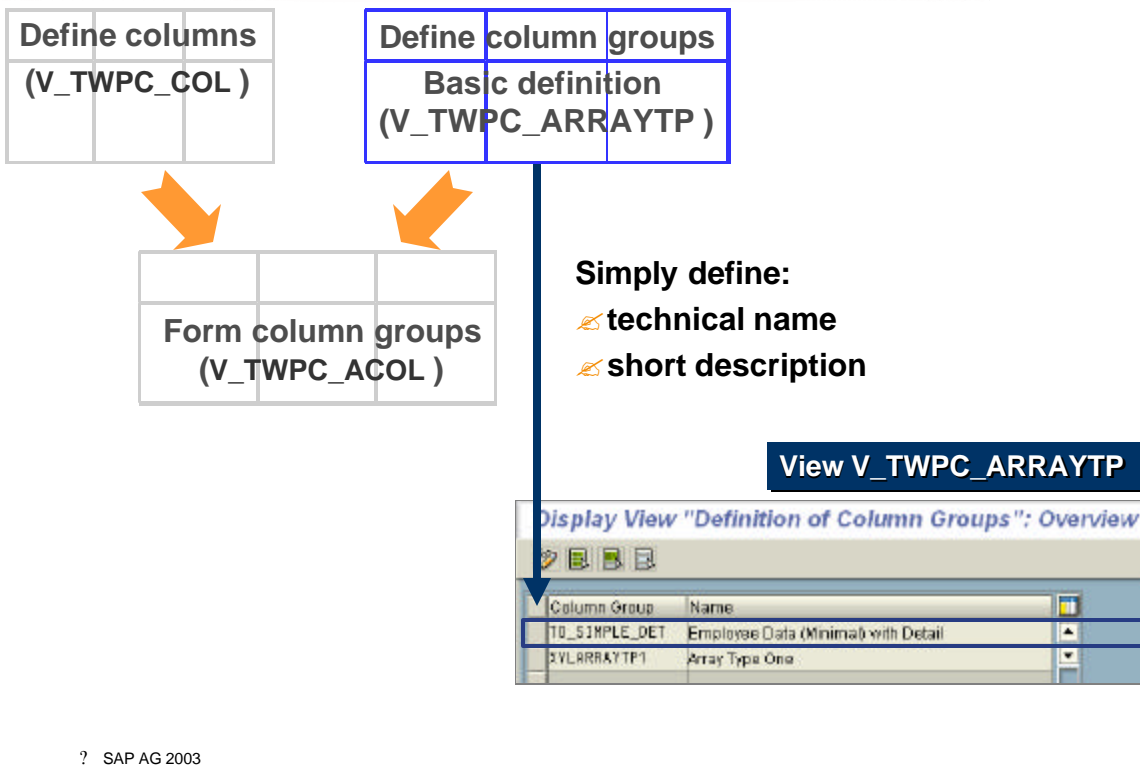 Define columns
(V_TWPC_COL )
Define column groups
Basic definition
(V_TWPC_ARRAYTP )
Form column groups
(V_TWPC_ACOL )
Simply define:
technical name
short description
View V_TWPC_ARRAYTP
Display View "Definition of Column Groups": Overview
Column Group Name
TO_SIMPLE_DET Employee Data (Minimal) with Detail
XYLARRAYTP1 Array Type One
? SAP AG 2003